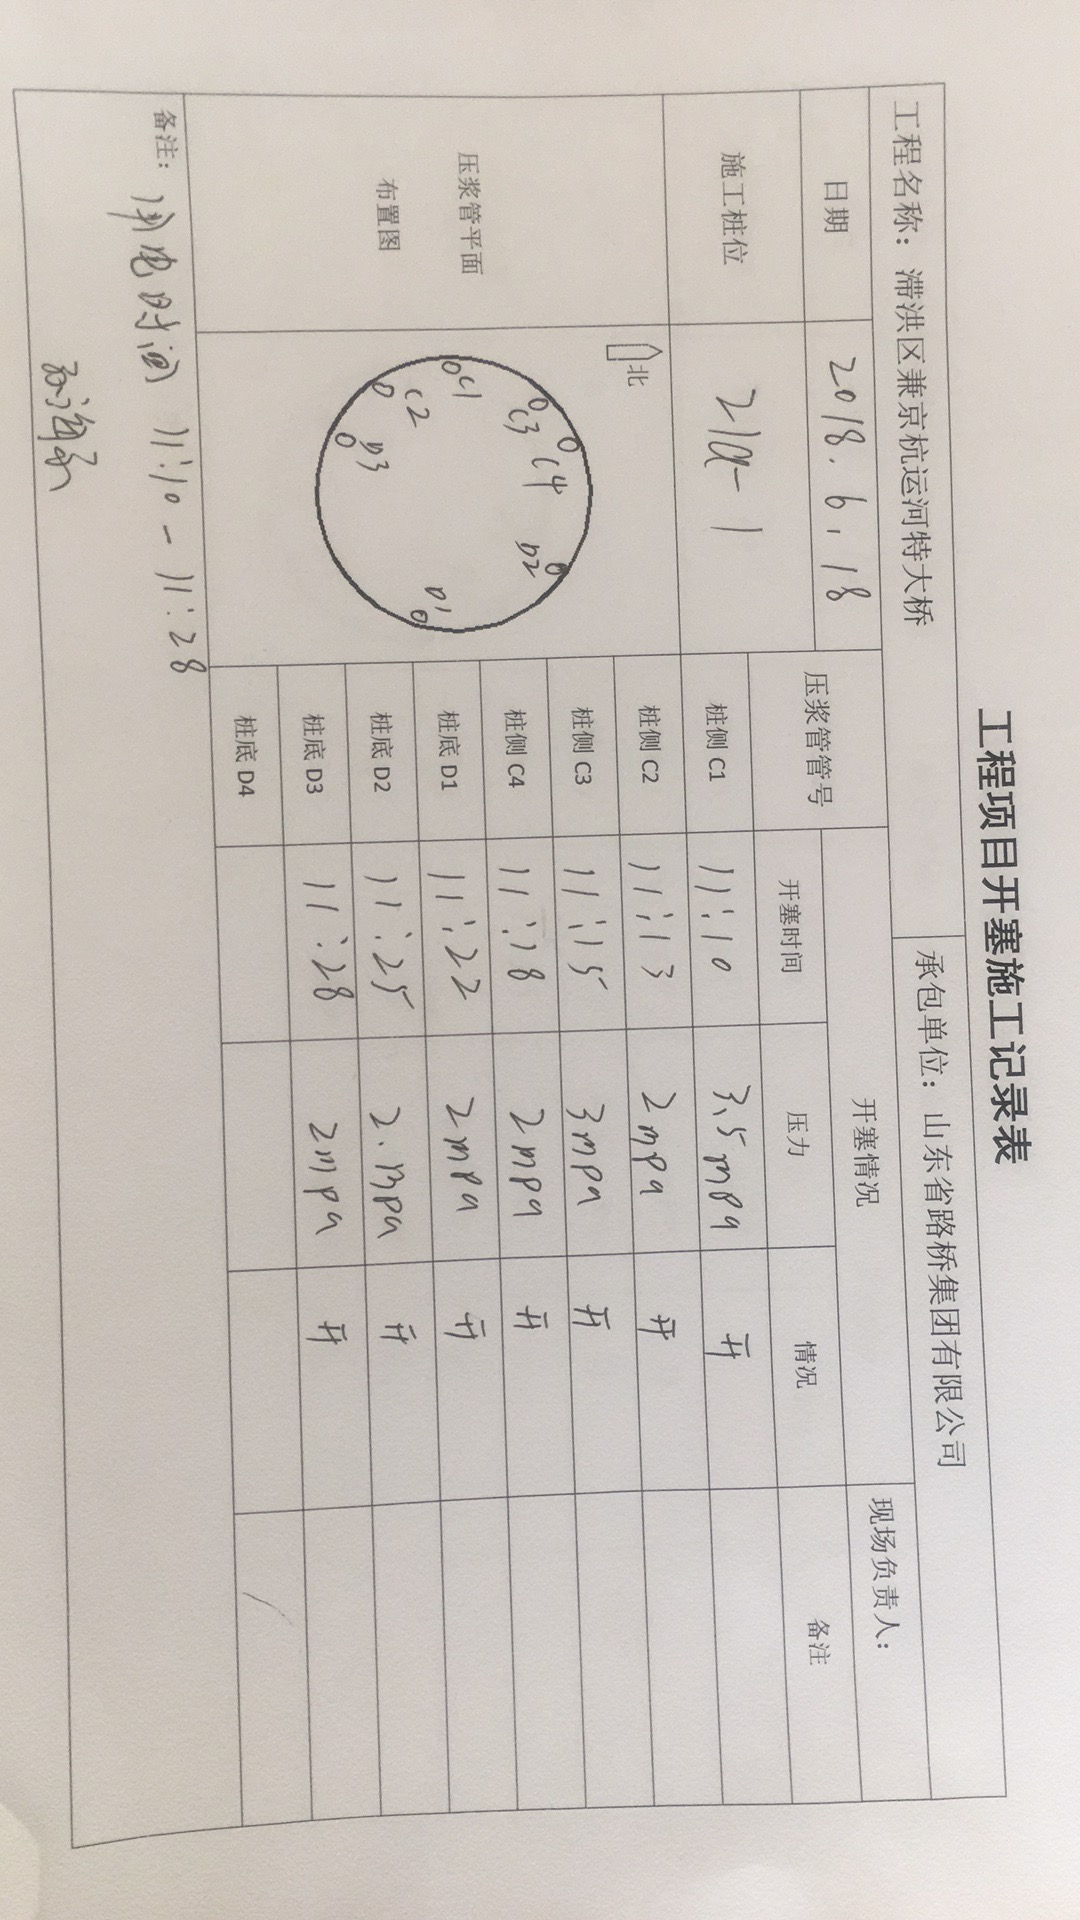 工程项目开塞施工记录表
工程名称：滞洪区兼京杭运河特大桥 承包单位：山东省路桥集团有限公司
日期 2018.6.18 压浆管管号 开塞情况 现场负责人：
开塞时间 压力 情况 备注
施工桩位 21a-1 桩侧 C1 11:10 3.5mpa 开
压浆管平面
布置图
北
C1
C2
C3
C4
D1
D2
D3
桩侧 C2 11:13 2mpa 开
桩侧 C3 11:15 3mpa 开
桩侧 C4 11:18 2mpa 开
桩底 D1 11:22 2mpa 开
桩底 D2 11:25 2.mpa 开
桩底 D3 11:28 2mpa 开
桩底 D4
备注： 用电时间 11:10 - 11:28